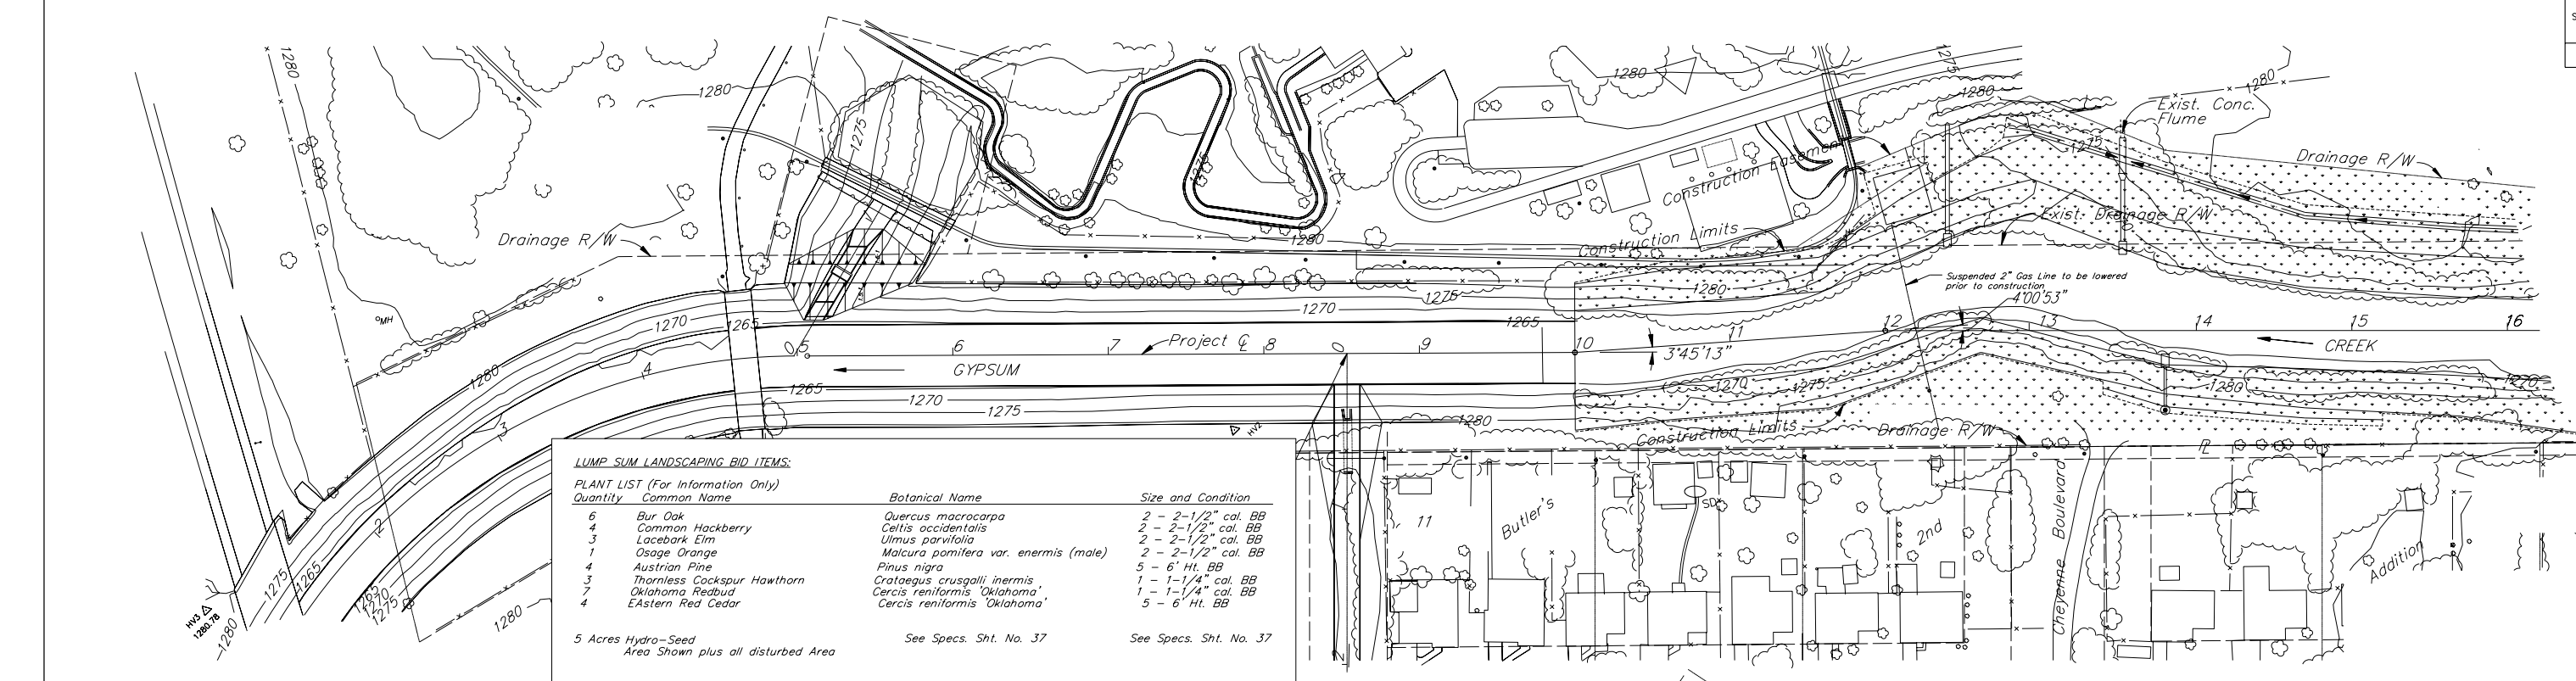 1280
1280
1275
1275
1280
1275
1280
1280
Exist. Conc.
Flume
1275
Drainage R/W
Construction Easement
Exist. Drainage R/W
Drainage R/W
1280
Construction Limits
Suspended 2" Gas Line to be lowered
prior to construction
4°00'53"
MH
1270
1265
1275
1270
1265
1280
0 5 6 7 Project ℄ 8 0 9 10 11 12 13 14 15 16
3°45'13"
GYPSUM
CREEK
4
1280
1265
1270
1275
1270
1275
1280
1270
3
1280
HV2
Construction Limits
Drainage R/W
2
1275
1265
1265
1270
1275
1280
1280
HV3
1280.78
LUMP SUM LANDSCAPING BID ITEMS:
PLANT LIST (For Information Only)
Quantity Common Name Botanical Name Size and Condition
6 Bur Oak Quercus macrocarpa 2 - 2-1/2" cal. BB
4 Common Hackberry Celtis occidentalis 2 - 2-1/2" cal. BB
3 Lacebark Elm Ulmus parvifolia 2 - 2-1/2" cal. BB
1 Osage Orange Malcura pomifera var. enermis (male) 2 - 2-1/2" cal. BB
4 Austrian Pine Pinus nigra 5 - 6' Ht. BB
3 Thornless Cockspur Hawthorn Crataegus crusgalli inermis 1 - 1-1/4" cal. BB
7 Oklahoma Redbud Cercis reniformis 'Oklahoma' 1 - 1-1/4" cal. BB
4 EAstern Red Cedar Cercis reniformis 'Oklahoma' 5 - 6' Ht. BB
5 Acres Hydro-Seed See Specs. Sht. No. 37 See Specs. Sht. No. 37
Area Shown plus all disturbed Area
11
Butler's
SD
2nd
Cheyenne Boulevard
Addition